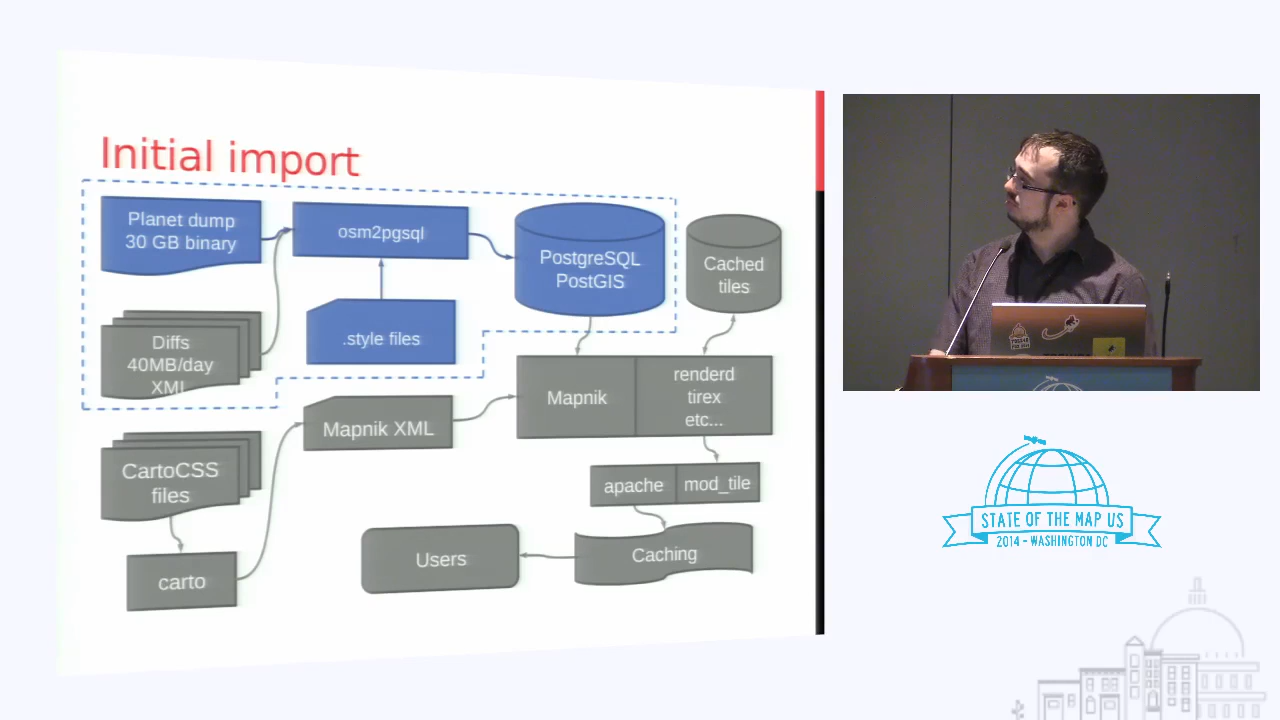 Initial import
Planet dump
30 GB binary
osm2pgsql
PostgreSQL
PostGIS
Cached
tiles
Diffs
40MB/day
XML
.style files
Mapnik
renderd
tirex
etc...
Mapnik XML
CartoCSS
files
apache
mod_tile
carto
Users
Caching
STATE OF THE MAP US
2014 - WASHINGTON DC